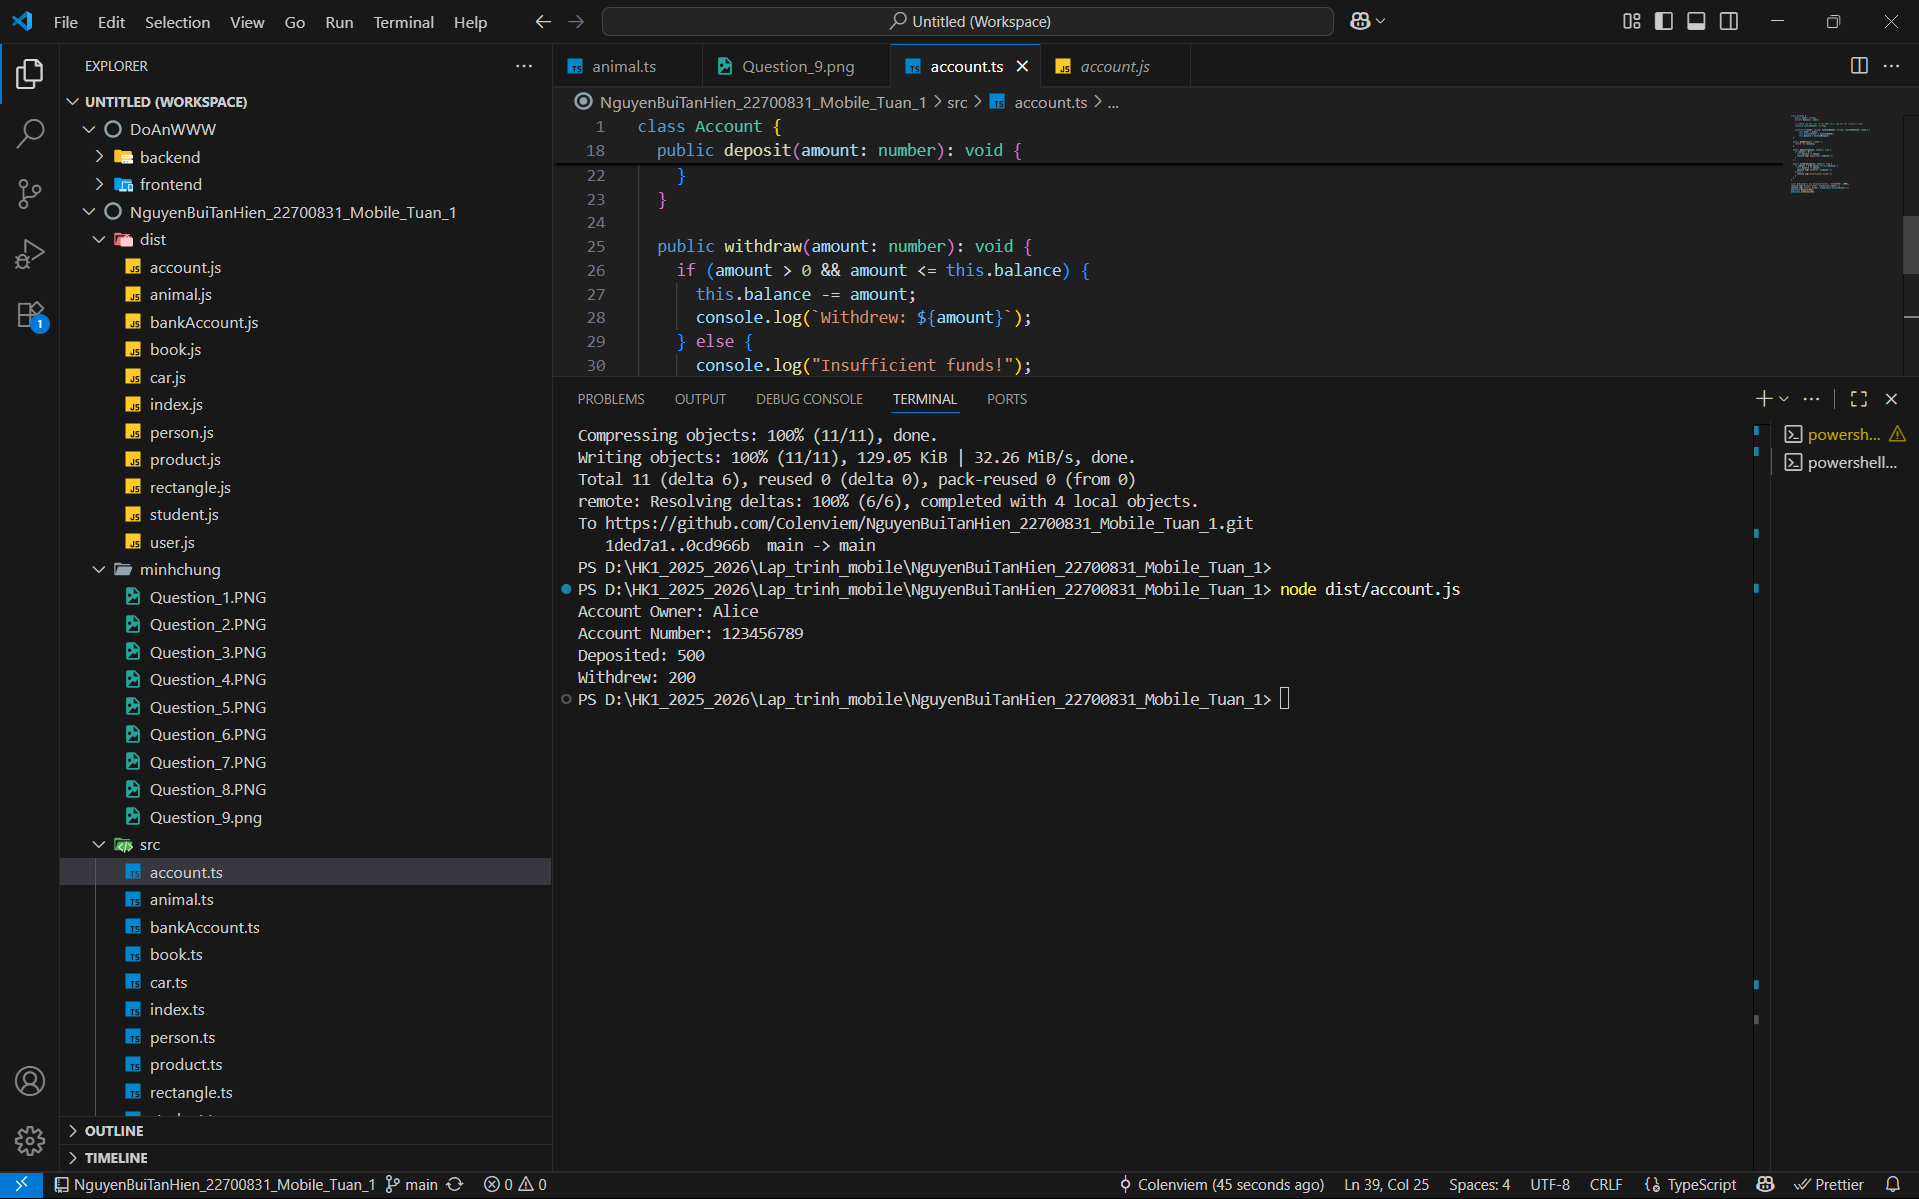 File Edit Selection View Go Run Terminal Help
Untitled (Workspace)
EXPLORER
UNTITLED (WORKSPACE)
DoAnWWW
backend
frontend
NguyenBuiTanHien_22700831_Mobile_Tuan_1
dist
account.js
animal.js
bankAccount.js
book.js
car.js
index.js
person.js
product.js
rectangle.js
student.js
user.js
minhchung
Question_1.PNG
Question_2.PNG
Question_3.PNG
Question_4.PNG
Question_5.PNG
Question_6.PNG
Question_7.PNG
Question_8.PNG
Question_9.png
src
account.ts
animal.ts
bankAccount.ts
book.ts
car.ts
index.ts
person.ts
product.ts
rectangle.ts
OUTLINE
TIMELINE
1
animal.ts Question_9.png account.ts account.js
NguyenBuiTanHien_22700831_Mobile_Tuan_1 > src > account.ts > ...
1 class Account {
18 public deposit(amount: number): void {
22 }
23 }
24
25 public withdraw(amount: number): void {
26 if (amount > 0 && amount <= this.balance) {
27 this.balance -= amount;
28 console.log(`Withdrew: ${amount}`);
29 } else {
30 console.log("Insufficient funds!");
PROBLEMS OUTPUT DEBUG CONSOLE TERMINAL PORTS
Compressing objects: 100% (11/11), done.
Writing objects: 100% (11/11), 129.05 KiB | 32.26 MiB/s, done.
Total 11 (delta 6), reused 0 (delta 0), pack-reused 0 (from 0)
remote: Resolving deltas: 100% (6/6), completed with 4 local objects.
To https://github.com/Colenviem/NguyenBuiTanHien_22700831_Mobile_Tuan_1.git
1ded7a1..0cd966b main -> main
PS D:\HK1_2025_2026\Lap_trinh_mobile\NguyenBuiTanHien_22700831_Mobile_Tuan_1>
PS D:\HK1_2025_2026\Lap_trinh_mobile\NguyenBuiTanHien_22700831_Mobile_Tuan_1> node dist/account.js
Account Owner: Alice
Account Number: 123456789
Deposited: 500
Withdrew: 200
PS D:\HK1_2025_2026\Lap_trinh_mobile\NguyenBuiTanHien_22700831_Mobile_Tuan_1>
powersh...
powershell...
NguyenBuiTanHien_22700831_Mobile_Tuan_1 main 0 0 Colenviem (45 seconds ago) Ln 39, Col 25 Spaces: 4 UTF-8 CRLF TypeScript Prettier